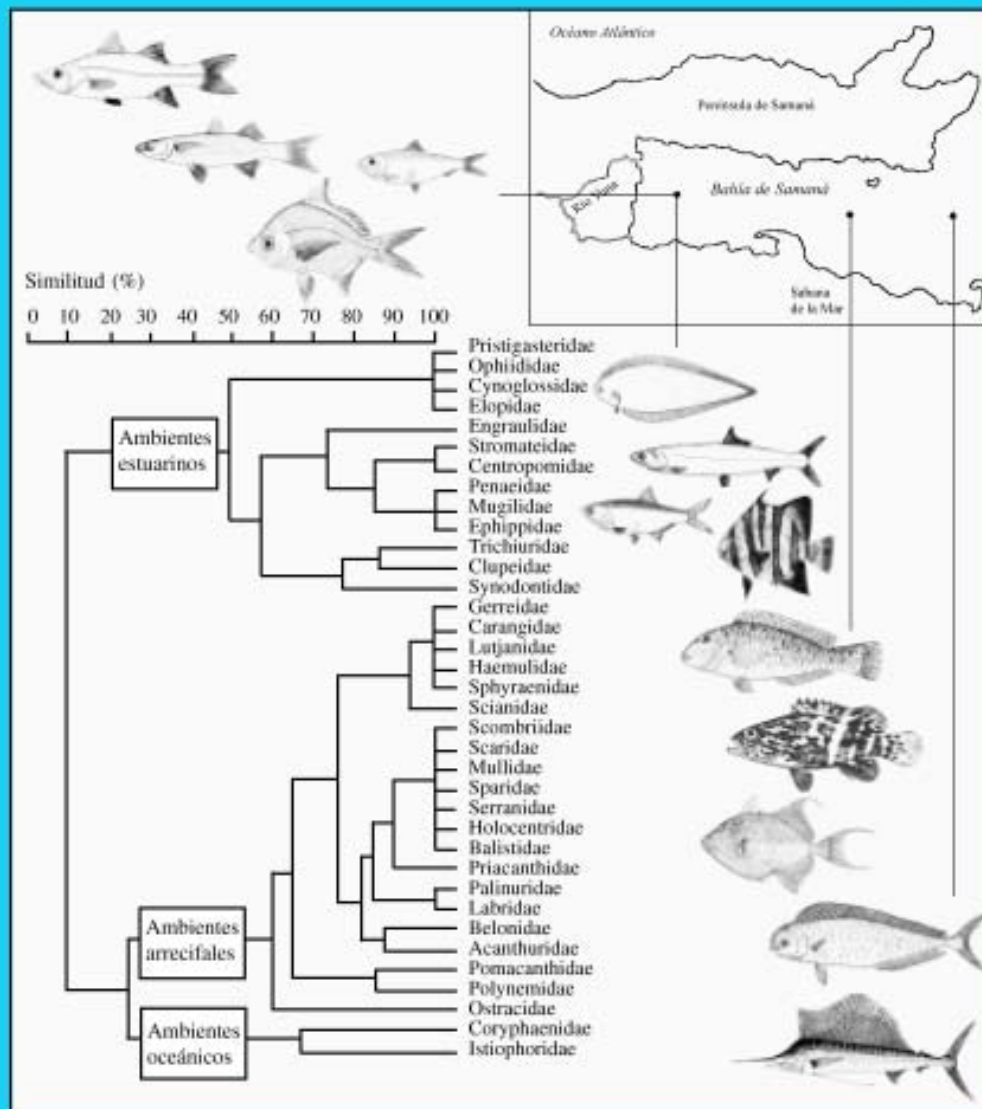 Océano Atlántico
Península de Samaná
Bahía de Samaná
Río Yuna
Sabana
de la Mar
Similitud (%)
0 10 20 30 40 50 60 70 80 90 100
Pristigasteridae
Ophiididae
Cynoglossidae
Elopidae
Engraulidae
Ambientes
estuarinos
Stromateidae
Centropomidae
Penaeidae
Mugilidae
Ephippidae
Trichiuridae
Clupeidae
Synodontidae
Gerreidae
Carangidae
Lutjanidae
Haemulidae
Sphyraenidae
Scianidae
Scombriidae
Scaridae
Mullidae
Sparidae
Serranidae
Holocentridae
Balistidae
Priacanthidae
Palinuridae
Labridae
Ambientes
arrecifales
Belonidae
Acanthuridae
Pomacanthidae
Polynemidae
Ostracidae
Ambientes
oceánicos
Coryphaenidae
Istiophoridae